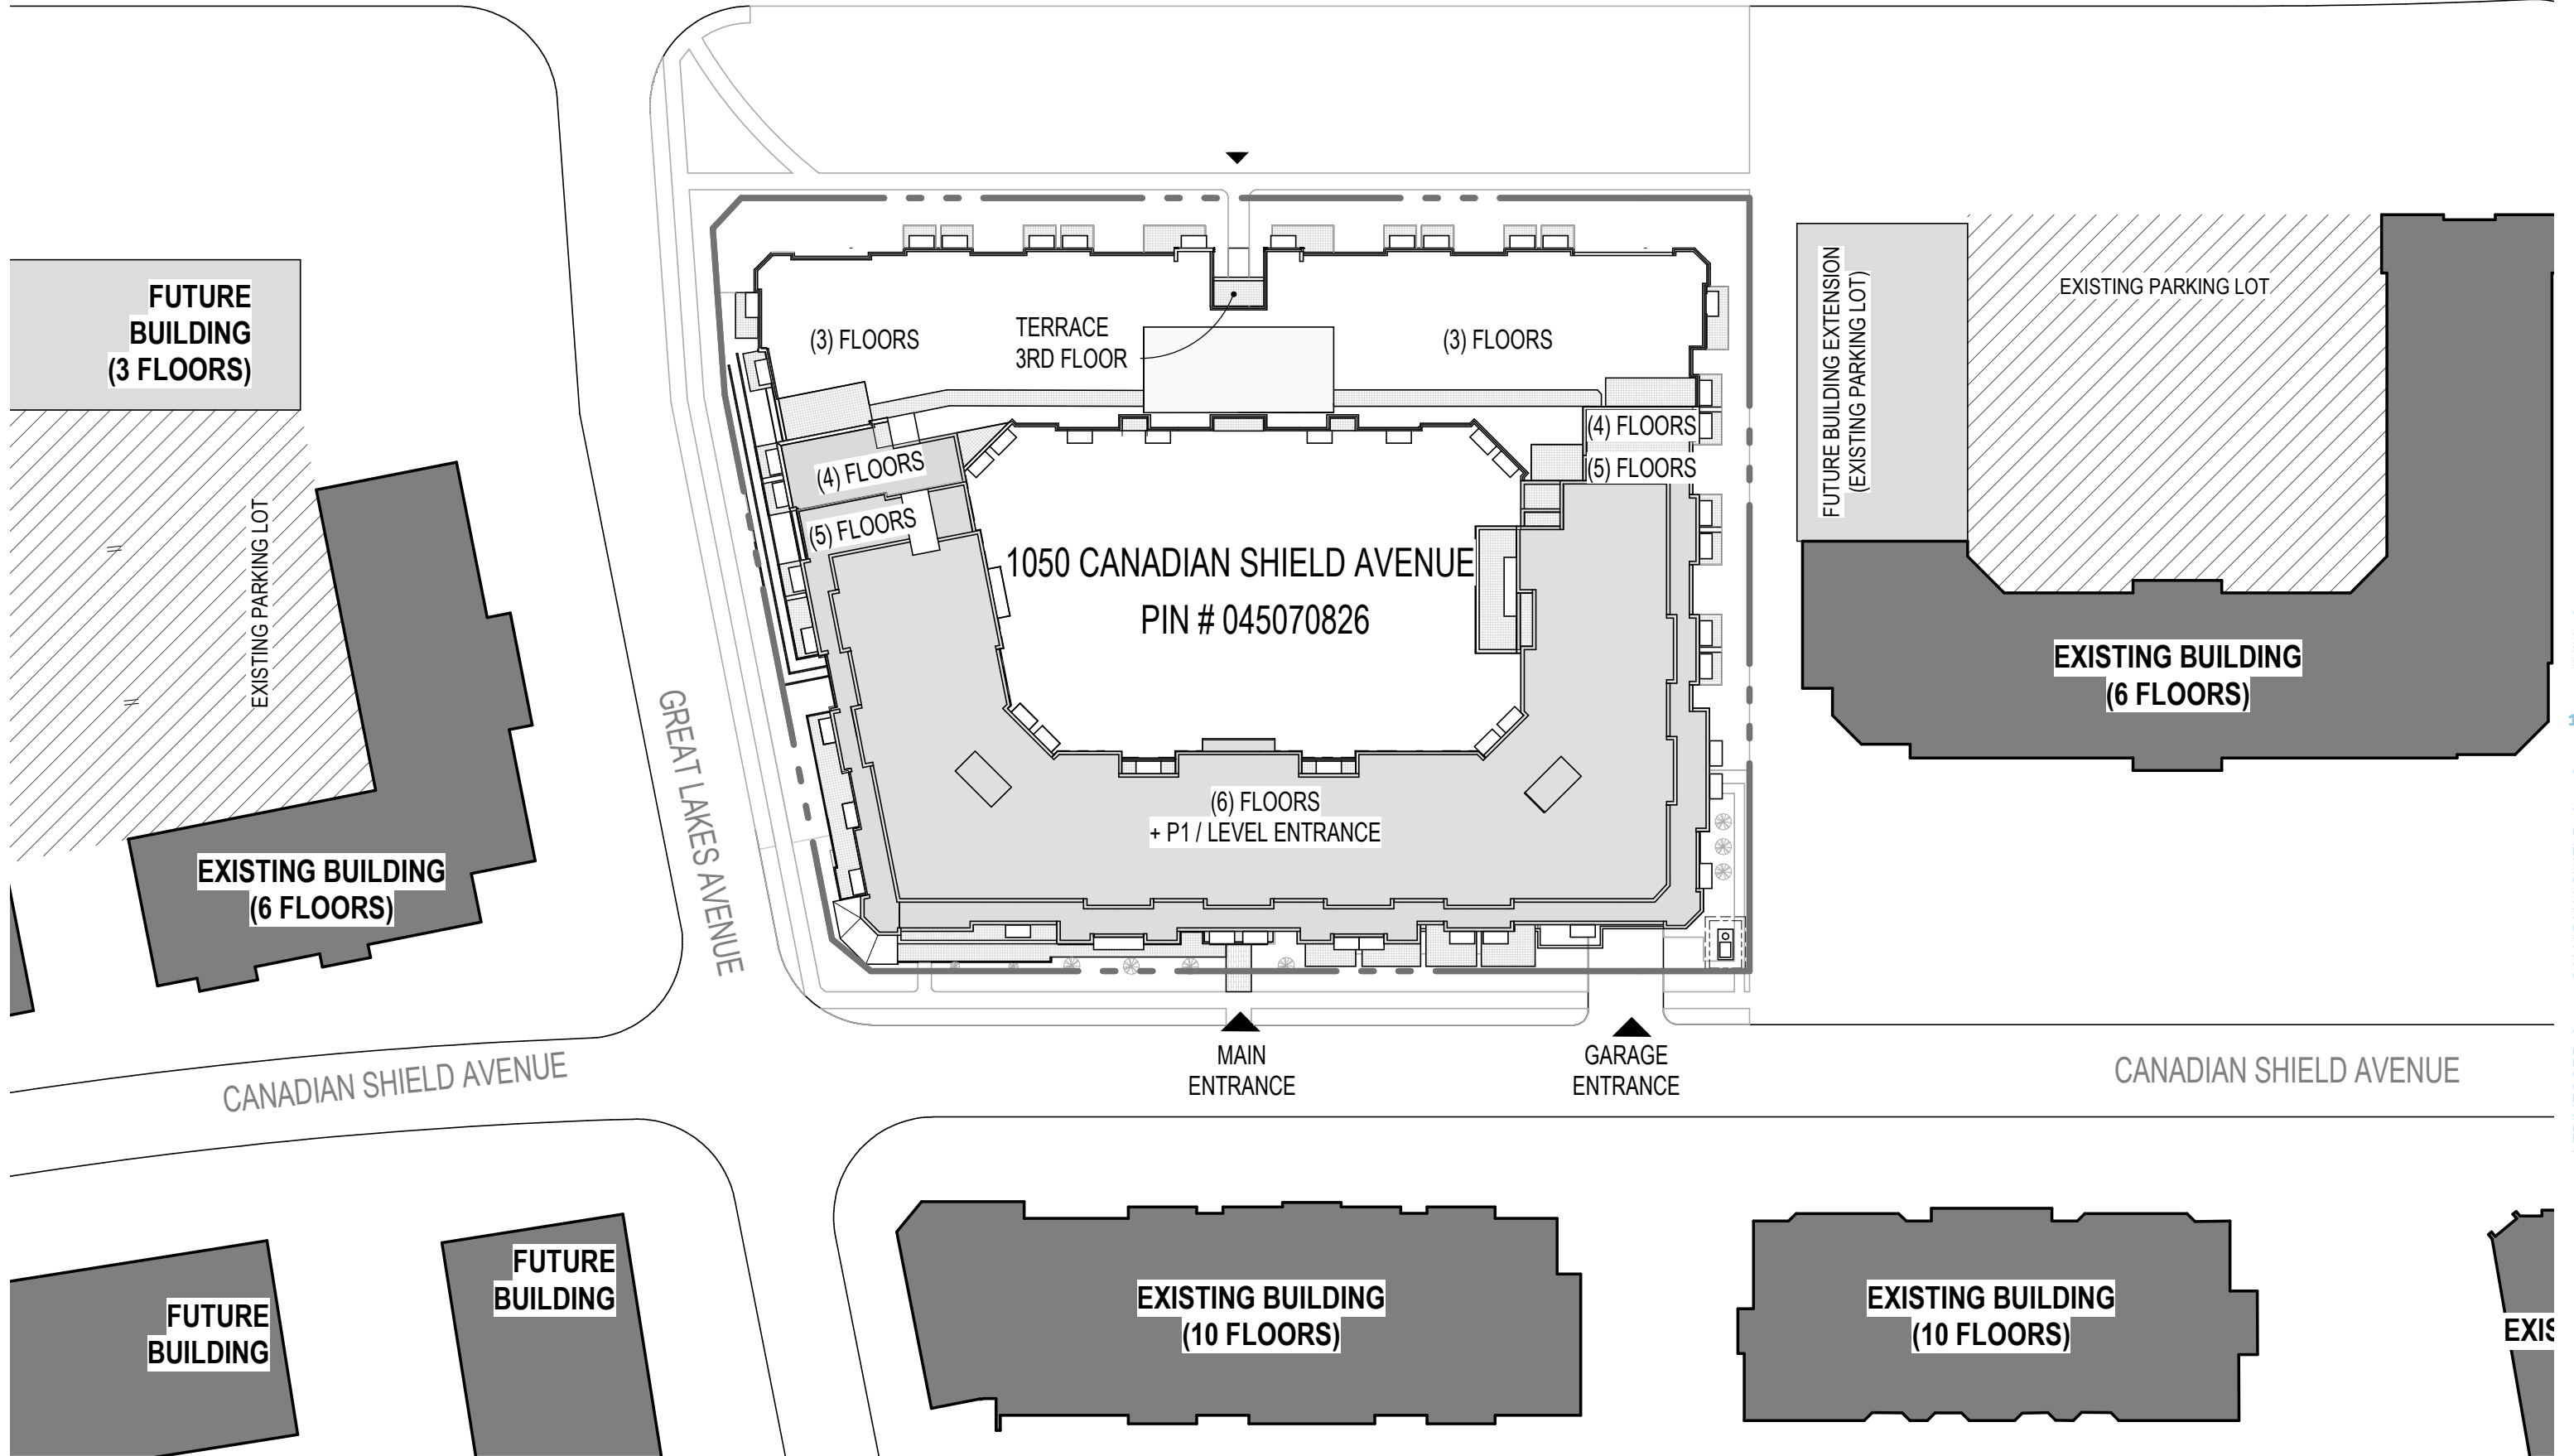 FUTURE
BUILDING
(3 FLOORS)
EXISTING PARKING LOT
EXISTING BUILDING
(6 FLOORS)
GREAT LAKES AVENUE
CANADIAN SHIELD AVENUE
(3) FLOORS
TERRACE
3RD FLOOR
(3) FLOORS
(4) FLOORS
(5) FLOORS
(4) FLOORS
(5) FLOORS
1050 CANADIAN SHIELD AVENUE
PIN # 045070826
(6) FLOORS
+ P1 / LEVEL ENTRANCE
MAIN
ENTRANCE
GARAGE
ENTRANCE
FUTURE BUILDING EXTENSION
(EXISTING PARKING LOT)
EXISTING PARKING LOT
EXISTING BUILDING
(6 FLOORS)
CANADIAN SHIELD AVENUE
FUTURE
BUILDING
FUTURE
BUILDING
EXISTING BUILDING
(10 FLOORS)
EXISTING BUILDING
(10 FLOORS)
EXIS